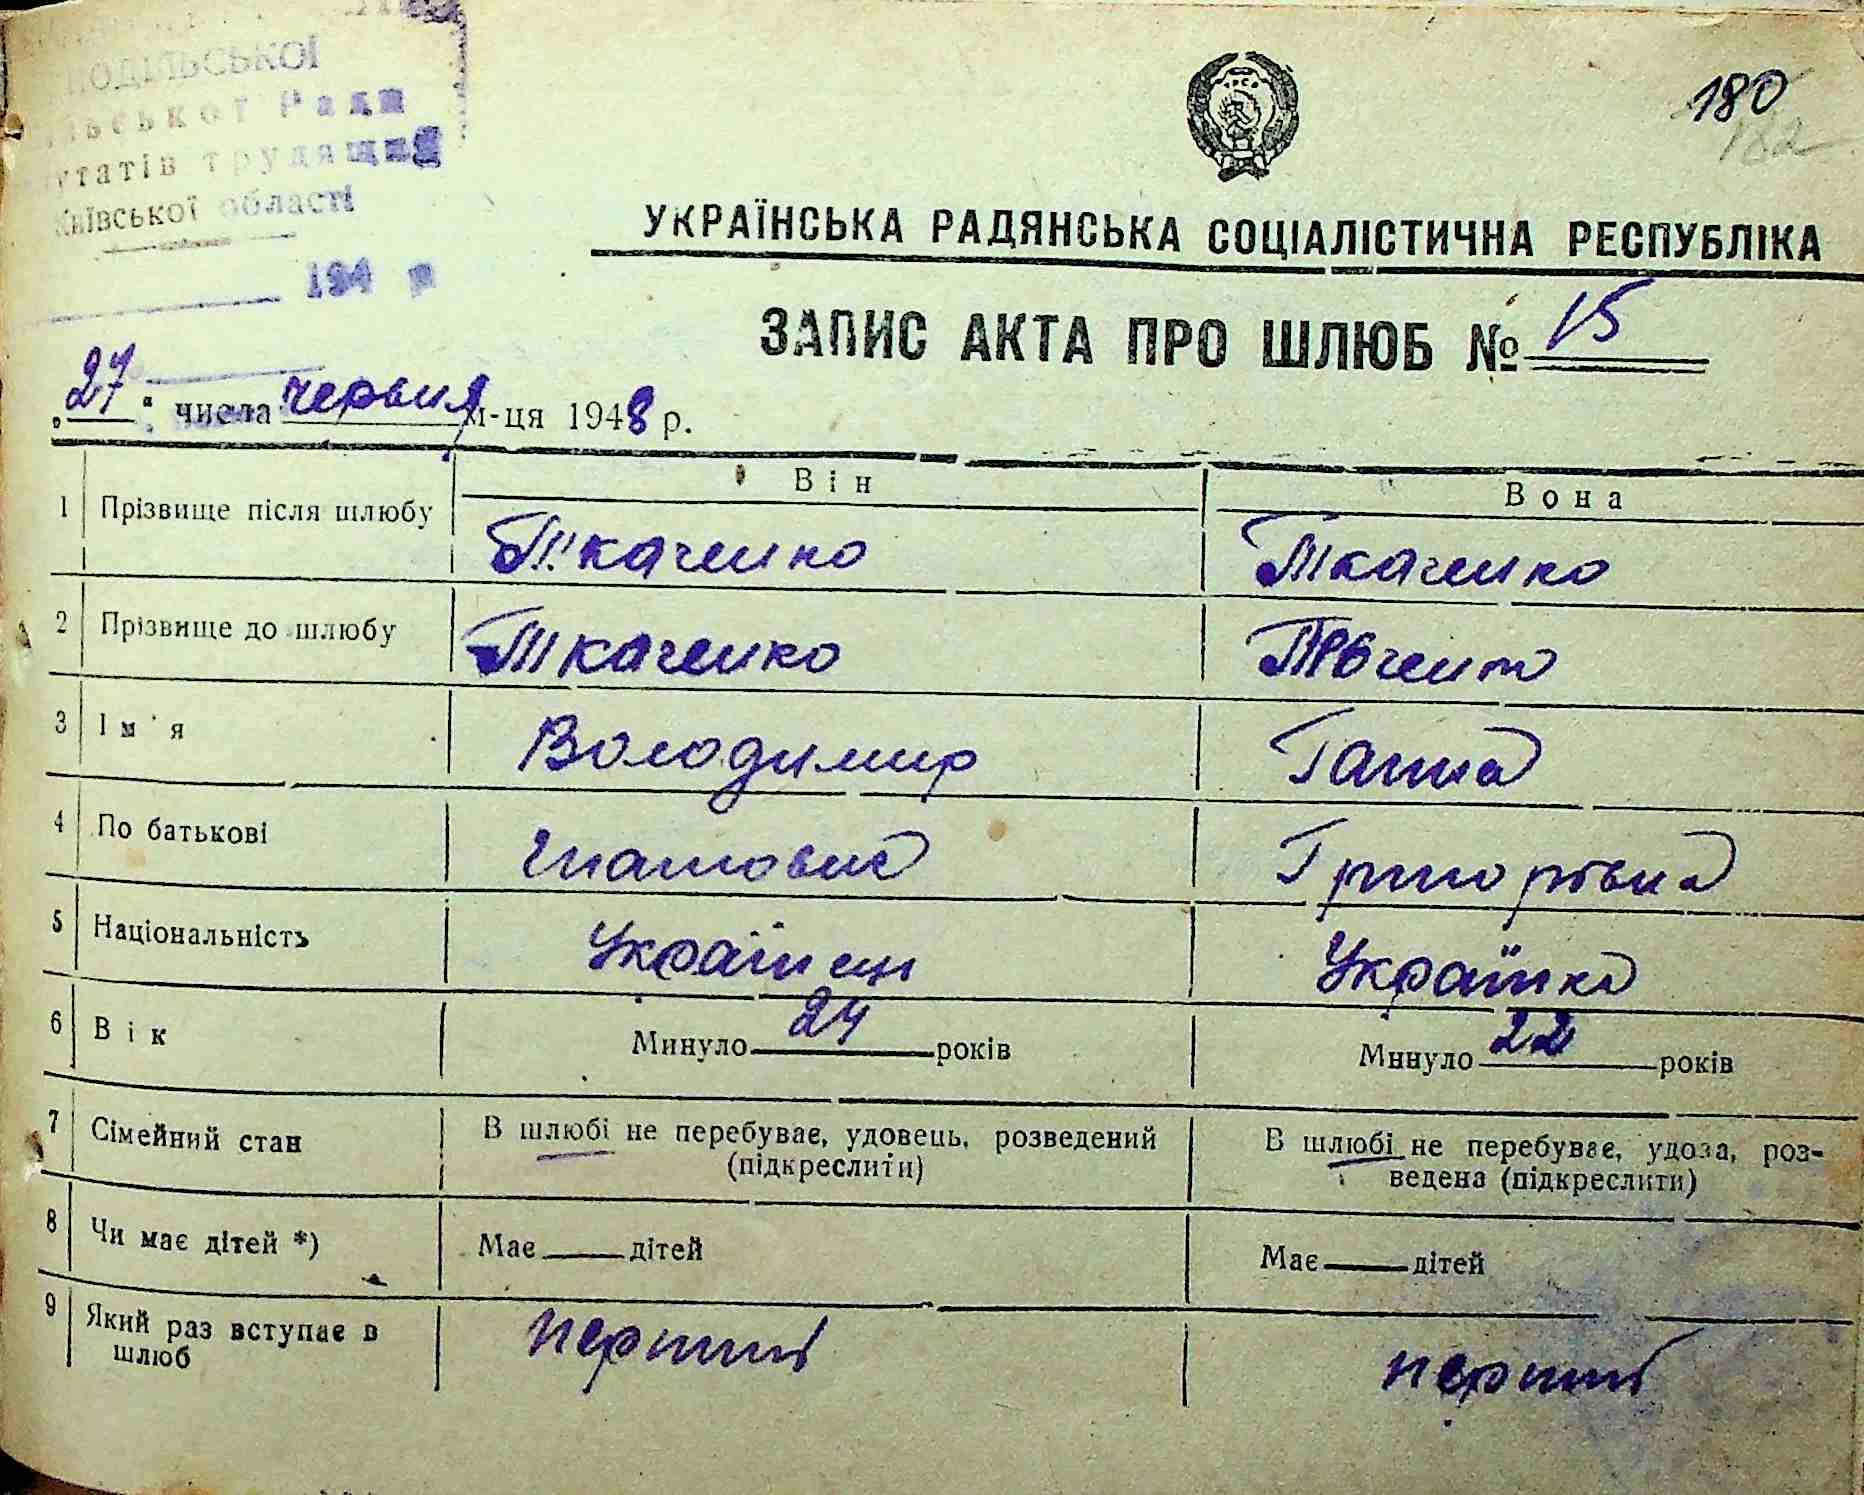 ПОДІЛЬСЬКОЇ
Ради
трудящих
Київської області
194 р
180
182
УКРАЇНСЬКА РАДЯНСЬКА СОЦІАЛІСТИЧНА РЕСПУБЛІКА
ЗАПИС АКТА ПРО ШЛЮБ № 15
„27“ числа червня м-ця 1948 р.
Він Вона
1 Прізвище після шлюбу Ткаченко Ткаченко
2 Прізвище до шлюбу Ткаченко
3 Ім'я Володимир Ганна
4 По батькові Гнатович Григорівна
5 Національність Українець Українка
6 Вік Минуло 24 років Минуло 22 років
7 Сімейний стан В шлюбі не перебуває, удовець, розведений В шлюбі не перебуває, удова, роз-
(підкреслити) ведена (підкреслити)
8 Чи має дітей *) Має дітей Має дітей
9 Який раз вступає в перший перший
шлюб